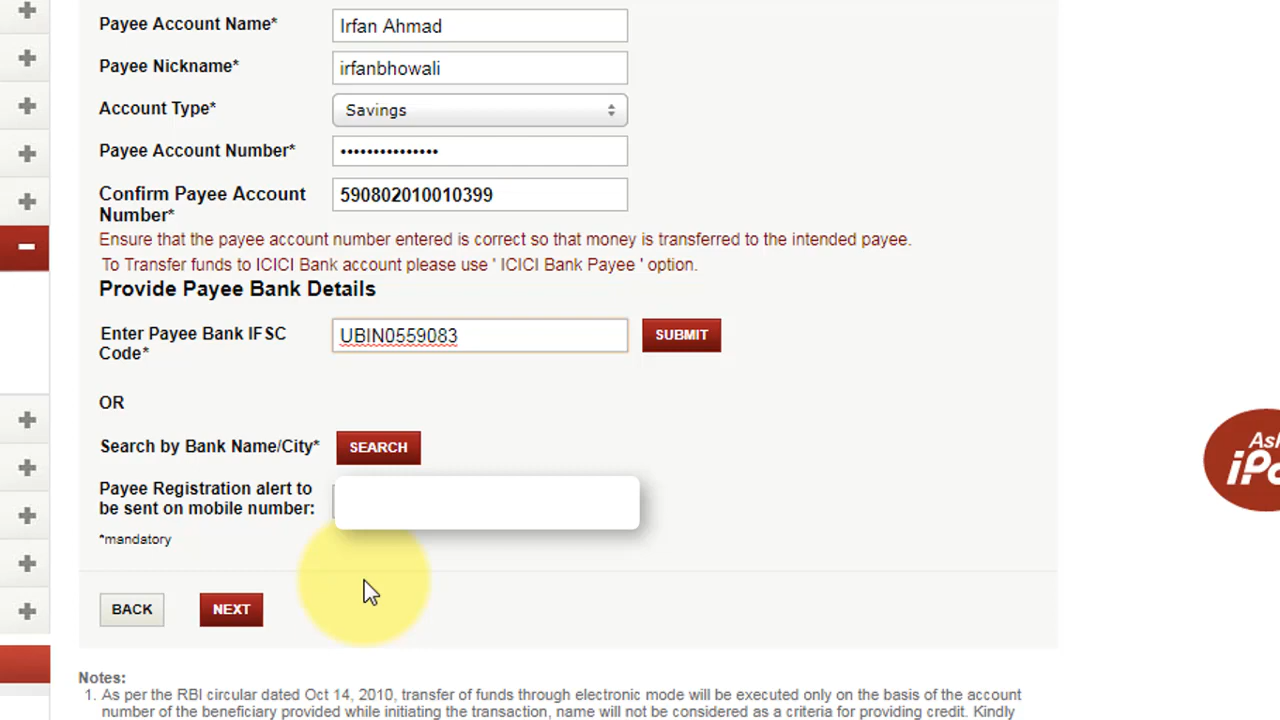 Payee Account Name*
Irfan Ahmad
Payee Nickname*
irfanbhowali
Account Type*
Savings
Payee Account Number*
•••••••••••••••
Confirm Payee Account
Number*
590802010010399
Ensure that the payee account number entered is correct so that money is transferred to the intended payee.
To Transfer funds to ICICI Bank account please use ' ICICI Bank Payee ' option.
Provide Payee Bank Details
Enter Payee Bank IFSC
Code*
UBIN0559083
SUBMIT
OR
Search by Bank Name/City*
SEARCH
Payee Registration alert to
be sent on mobile number:
*mandatory
BACK
NEXT
Notes:
1. As per the RBI circular dated Oct 14, 2010, transfer of funds through electronic mode will be executed only on the basis of the account
number of the beneficiary provided while initiating the transaction, name will not be considered as a criteria for providing credit. Kindly